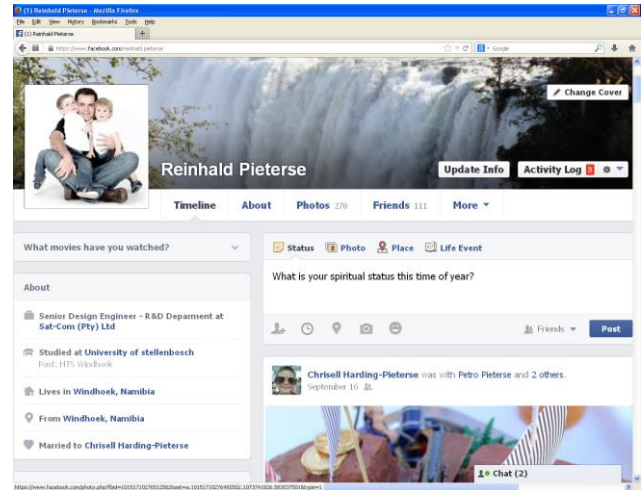 (1) Reinhald Pieterse - Mozilla Firefox
File Edit View History Bookmarks Tools Help
(1) Reinhald Pieterse
https://www.facebook.com/reinhald.pieterse
Google
Change Cover
Reinhald Pieterse
Update Info
Activity Log 5
Timeline About Photos 270 Friends 111 More
What movies have you watched?
Status Photo Place Life Event
What is your spiritual status this time of year?
About
Senior Design Engineer - R&D Deparment at
Sat-Com (Pty) Ltd
Friends Post
Studied at University of stellenbosch
Past: HTS Windhoek
Chrisell Harding-Pieterse was with Petro Pieterse and 2 others.
September 16
Lives in Windhoek, Namibia
From Windhoek, Namibia
Married to Chrisell Harding-Pieterse
Chat (2)